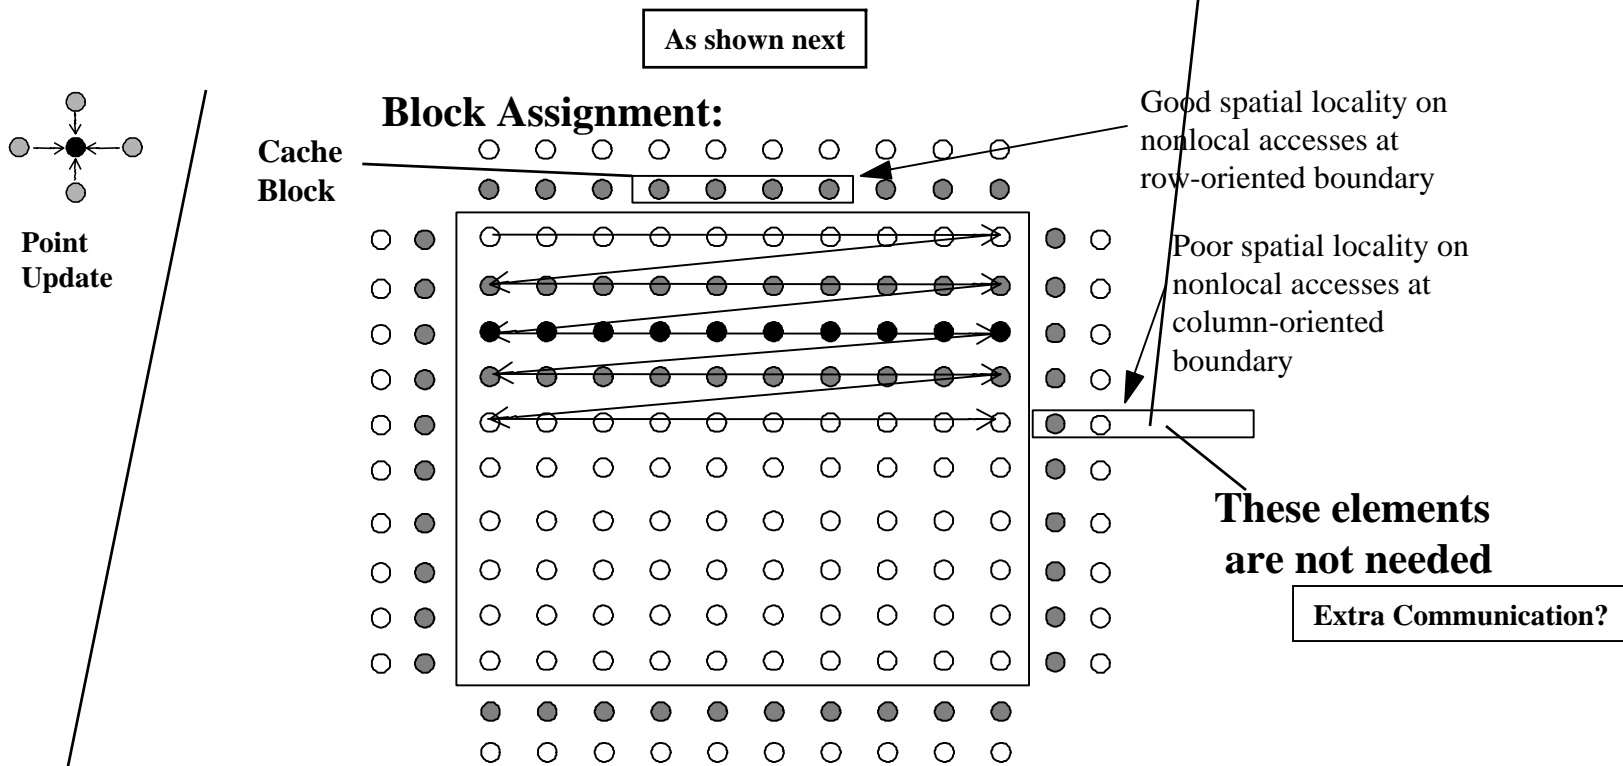 As shown next
Block Assignment:
Good spatial locality on
nonlocal accesses at
row-oriented boundary
Cache
Block
Point
Update
Poor spatial locality on
nonlocal accesses at
column-oriented
boundary
These elements
are not needed
Extra Communication?